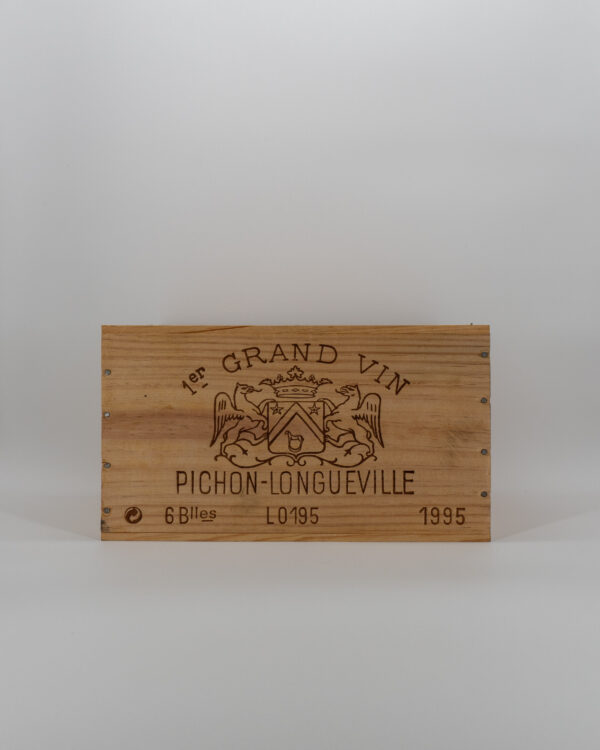 1er GRAND VIN
PICHON-LONGUEVILLE
6 Blles L0195 1995